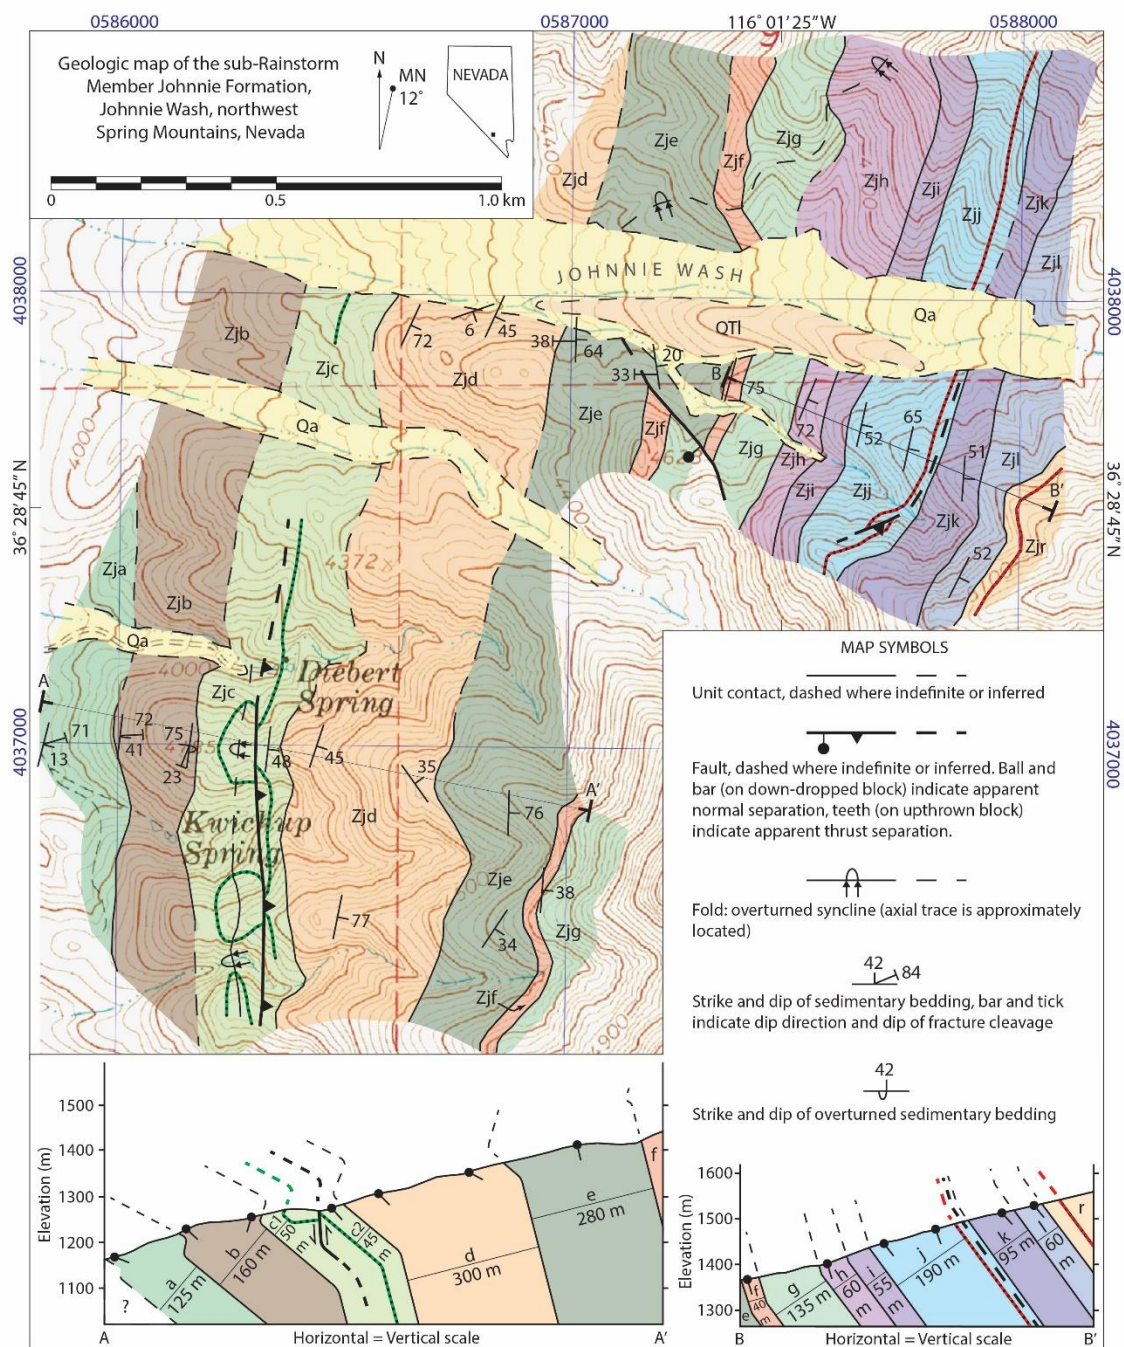 0586000
0587000
116° 01'25"W
0588000
Geologic map of the sub-Rainstorm
Member Johnnie Formation,
Johnnie Wash, northwest
Spring Mountains, Nevada
N
MN
12°
NEVADA
0
0.5
1.0 km
9
4400
Zjd
Zje
Zjf
Zjg
Zjh
Zji
Zjj
Zjk
Zjl
4038000
4038000
JOHNNIE WASH
Qa
QTl
Zjb
Zjc
72
6
45
38
64
20
33
B
75
Zjd
Zje
Zjf
Zjg
72
52
65
51
Zjl
4000
Qa
Zjh
Zji
Zjj
Zjk
B'
Zjr
52
36° 28'45"N
36° 28'45"N
4372
Zja
Zjb
Qa
4000
Diebert
Spring
A
Zjc
71
13
72
41
75
23
48
45
35
76
A'
4037000
4037000
Kwichup
Spring
Zjd
Zje
38
77
34
Zjg
Zjf
MAP SYMBOLS
Unit contact, dashed where indefinite or inferred
Fault, dashed where indefinite or inferred. Ball and
bar (on down-dropped block) indicate apparent
normal separation, teeth (on upthrown block)
indicate apparent thrust separation.
Fold: overturned syncline (axial trace is approximately
located)
42
84
Strike and dip of sedimentary bedding, bar and tick
indicate dip direction and dip of fracture cleavage
42
Strike and dip of overturned sedimentary bedding
Elevation (m)
1500
1400
1300
1200
1100
?
a
125 m
b
160 m
c1
50 m
c2
45 m
d
300 m
e
280 m
f
A
Horizontal = Vertical scale
A'
Elevation (m)
1600
1500
1400
1300
e
f
40 m
g
135 m
h
60 m
i
55 m
j
190 m
k
95 m
l
60 m
r
B
Horizontal = Vertical scale
B'